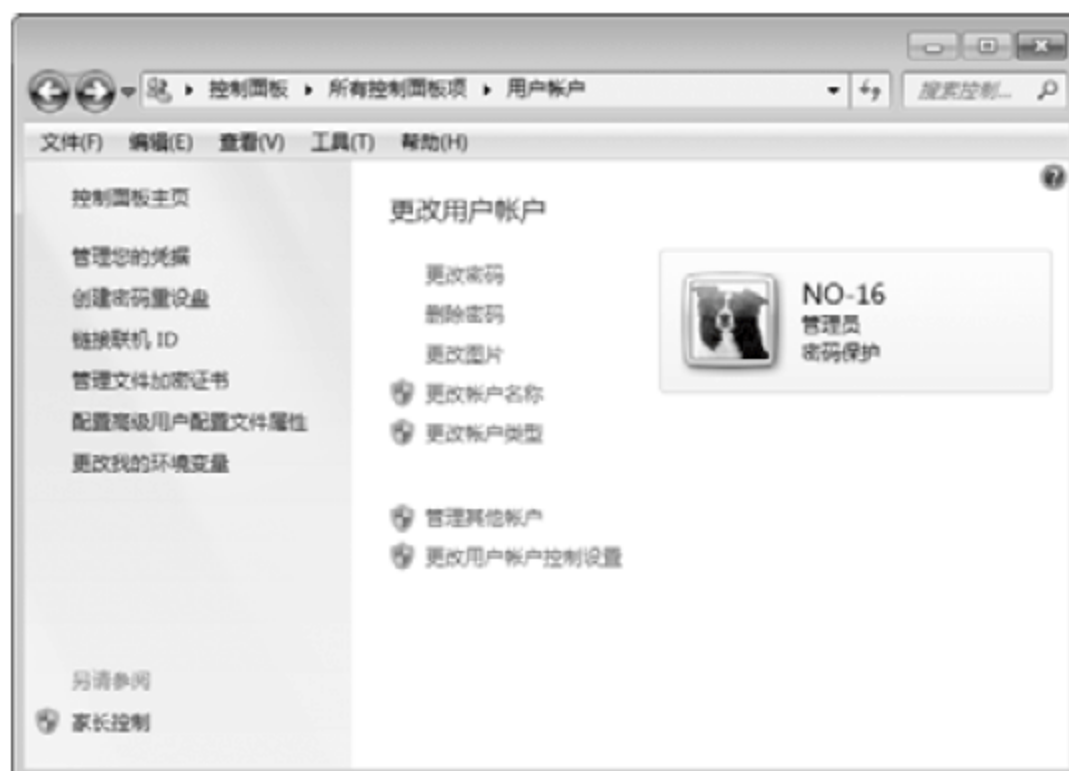 控制面板 ▸ 所有控制面板项 ▸ 用户帐户
搜索控制...
文件(F) 编辑(E) 查看(V) 工具(T) 帮助(H)
控制面板主页
管理您的凭据
创建密码重设盘
链接联机 ID
管理文件加密证书
配置高级用户配置文件属性
更改我的环境变量
另请参阅
家长控制
更改用户帐户
更改密码
删除密码
更改图片
更改帐户名称
更改帐户类型
管理其他帐户
更改用户帐户控制设置
NO-16
管理员
密码保护